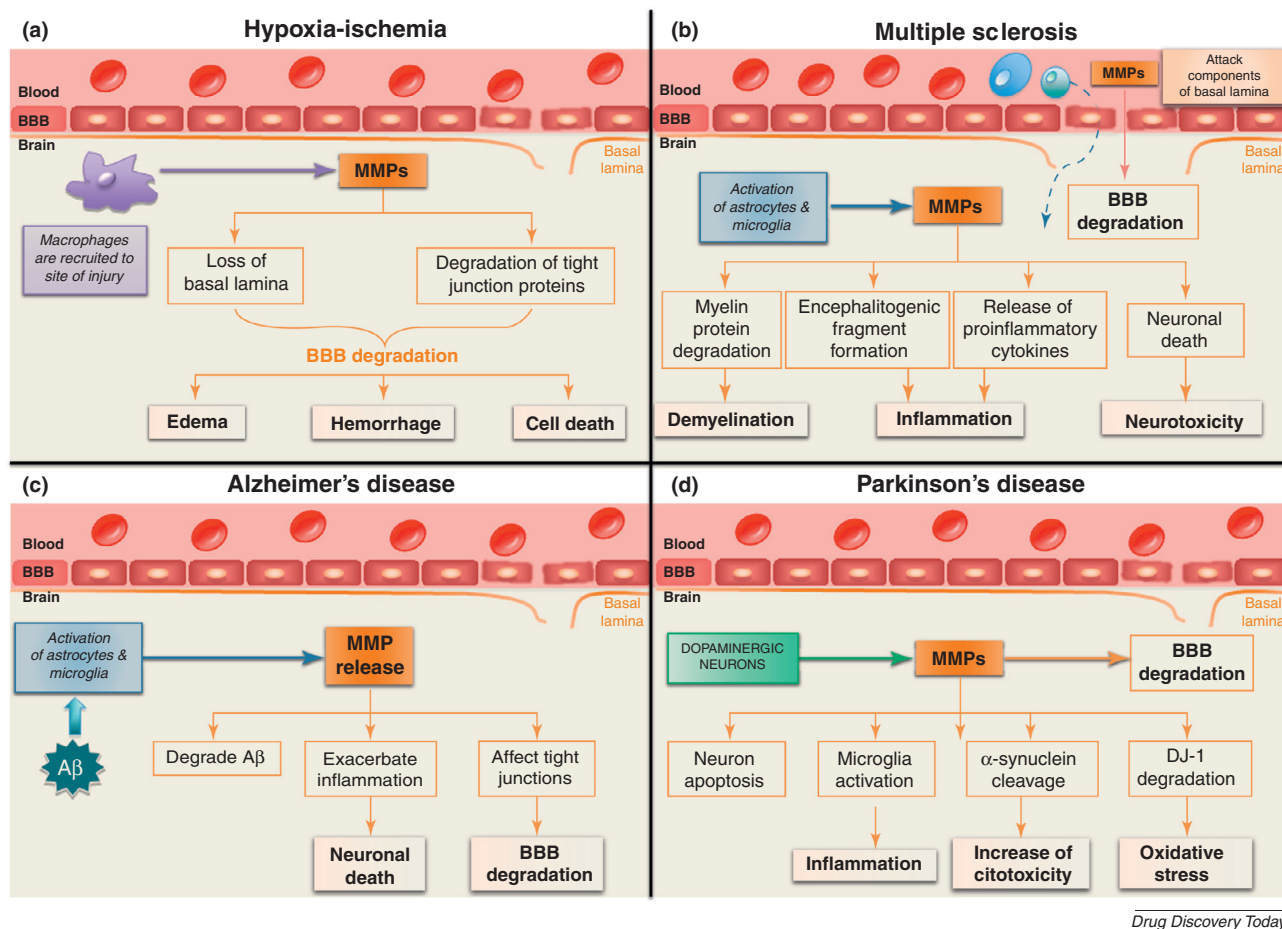 (a)
Hypoxia-ischemia
Blood
BBB
Brain
Basal
lamina
MMPs
Macrophages
are recruited to
site of injury
Loss of
basal lamina
Degradation of tight
junction proteins
BBB degradation
Edema
Hemorrhage
Cell death
(b)
Multiple sclerosis
Blood
BBB
Brain
MMPs
Attack
components
of basal lamina
Basal
lamina
Activation
of astrocytes &
microglia
MMPs
BBB
degradation
Myelin
protein
degradation
Encephalitogenic
fragment
formation
Release of
proinflammatory
cytokines
Neuronal
death
Demyelination
Inflammation
Neurotoxicity
(c)
Alzheimer's disease
Blood
BBB
Brain
Basal
lamina
Activation
of astrocytes &
microglia
MMP
release
Aβ
Degrade Aβ
Exacerbate
inflammation
Affect tight
junctions
Neuronal
death
BBB
degradation
(d)
Parkinson's disease
Blood
BBB
Brain
Basal
lamina
DOPAMINERGIC
NEURONS
MMPs
BBB
degradation
Neuron
apoptosis
Microglia
activation
α-synuclein
cleavage
DJ-1
degradation
Inflammation
Increase of
citotoxicity
Oxidative
stress
Drug Discovery Today